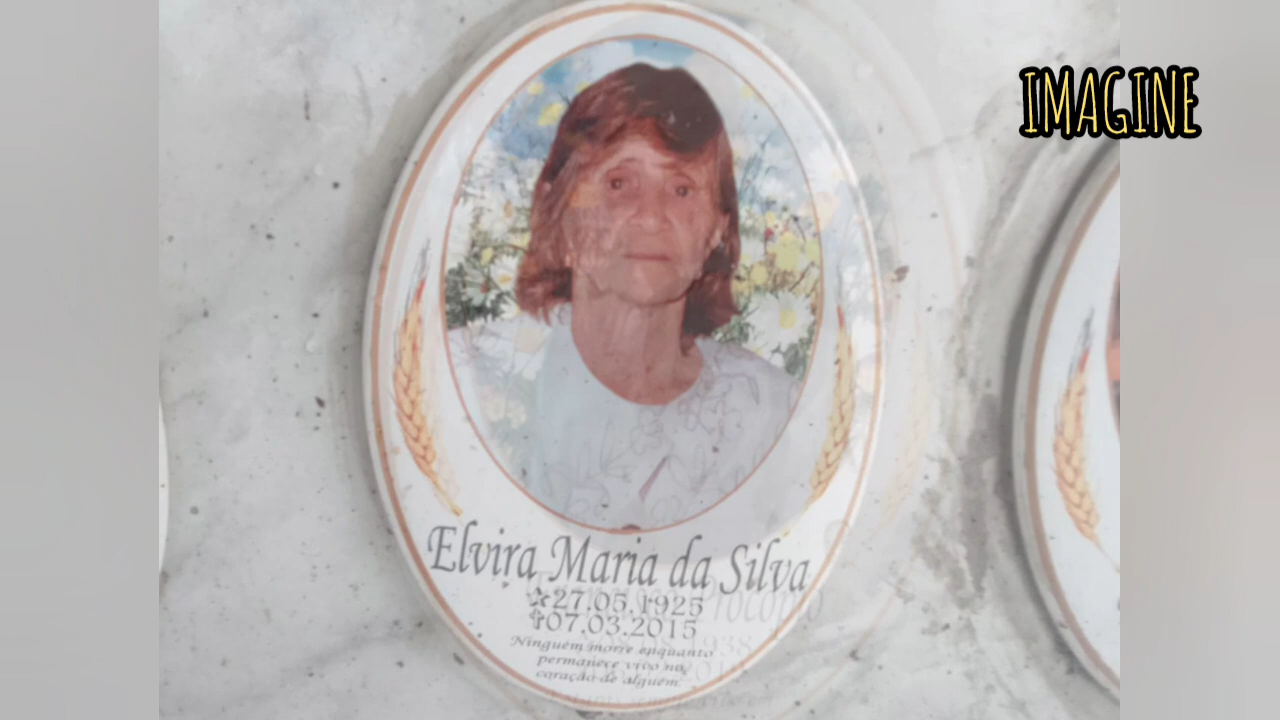 IMAGINE
Elvira Maria da Silva
27.05.1925
07.03.2015
Ninguém morre enquanto
permanece vivo no
coração de alguém.